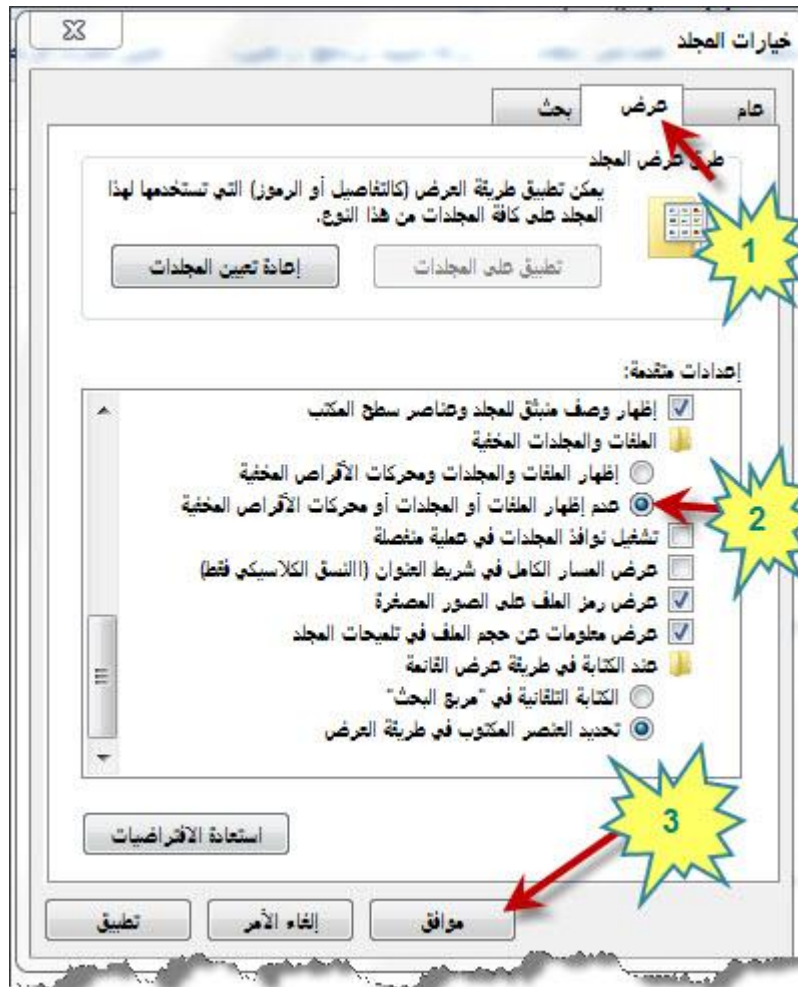 خيارات المجلد
عام
عرض
بحث
طرق عرض المجلد
يمكن تطبيق طريقة العرض (كالتفاصيل أو الرموز) التي تستخدمها لهذا
المجلد على كافة المجلدات من هذا النوع.
تطبيق على المجلدات
إعادة تعيين المجلدات
1
إعدادات متقدمة:
إظهار وصف منبثق للمجلد وعناصر سطح المكتب
الملفات والمجلدات المخفية
إظهار الملفات والمجلدات ومحركات الأقراص المخفية
عدم إظهار الملفات أو المجلدات أو محركات الأقراص المخفية
2
تشغيل نوافذ المجلدات في عملية منفصلة
عرض المسار الكامل في شريط العنوان (االنسق الكلاسيكي فقط)
عرض رمز الملف على الصور المصغرة
عرض معلومات عن حجم الملف في تلميحات المجلد
عند الكتابة في طريقة عرض القائمة
الكتابة التلقائية في "مربع البحث"
تحديد العنصر المكتوب في طريقة العرض
3
استعادة الافتراضيات
موافق
إلغاء الأمر
تطبيق